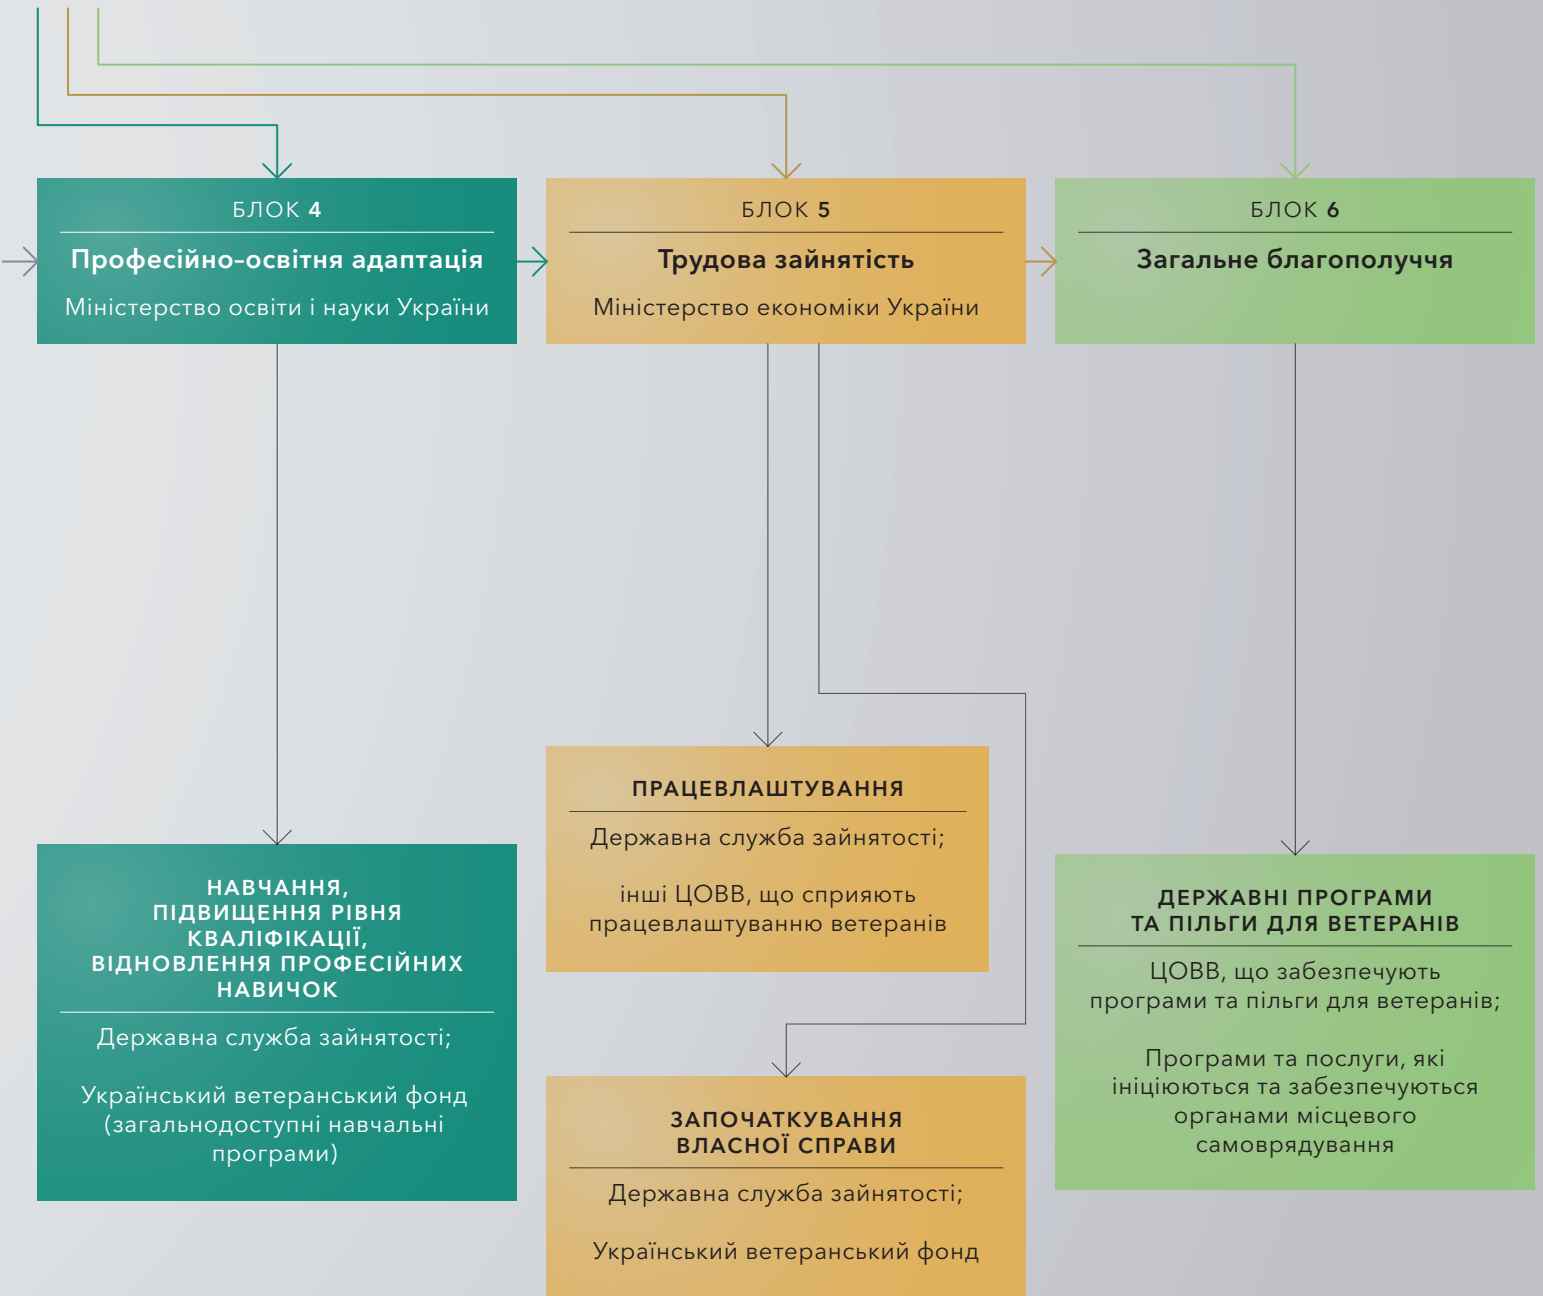 БЛОК 4
Професійно-освітня адаптація
Міністерство освіти і науки України
БЛОК 5
Трудова зайнятість
Міністерство економіки України
БЛОК 6
Загальне благополуччя
ПРАЦЕВЛАШТУВАННЯ
Державна служба зайнятості;
інші ЦОВВ, що сприяють
працевлаштуванню ветеранів
НАВЧАННЯ,
ПІДВИЩЕННЯ РІВНЯ
КВАЛІФІКАЦІЇ,
ВІДНОВЛЕННЯ ПРОФЕСІЙНИХ
НАВИЧОК
Державна служба зайнятості;
Український ветеранський фонд
(загальнодоступні навчальні
програми)
ДЕРЖАВНІ ПРОГРАМИ
ТА ПІЛЬГИ ДЛЯ ВЕТЕРАНІВ
ЦОВВ, що забезпечують
програми та пільги для ветеранів;
Програми та послуги, які
ініціюються та забезпечуються
органами місцевого
самоврядування
ЗАПОЧАТКУВАННЯ
ВЛАСНОЇ СПРАВИ
Державна служба зайнятості;
Український ветеранський фонд